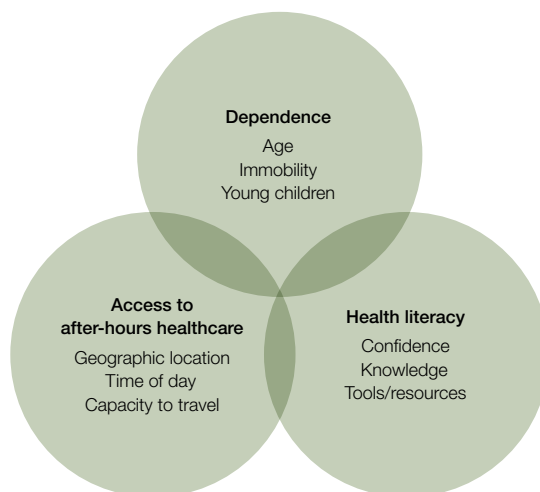 Dependence
Age
Immobility
Young children
Access to
after-hours healthcare
Geographic location
Time of day
Capacity to travel
Health literacy
Confidence
Knowledge
Tools/resources